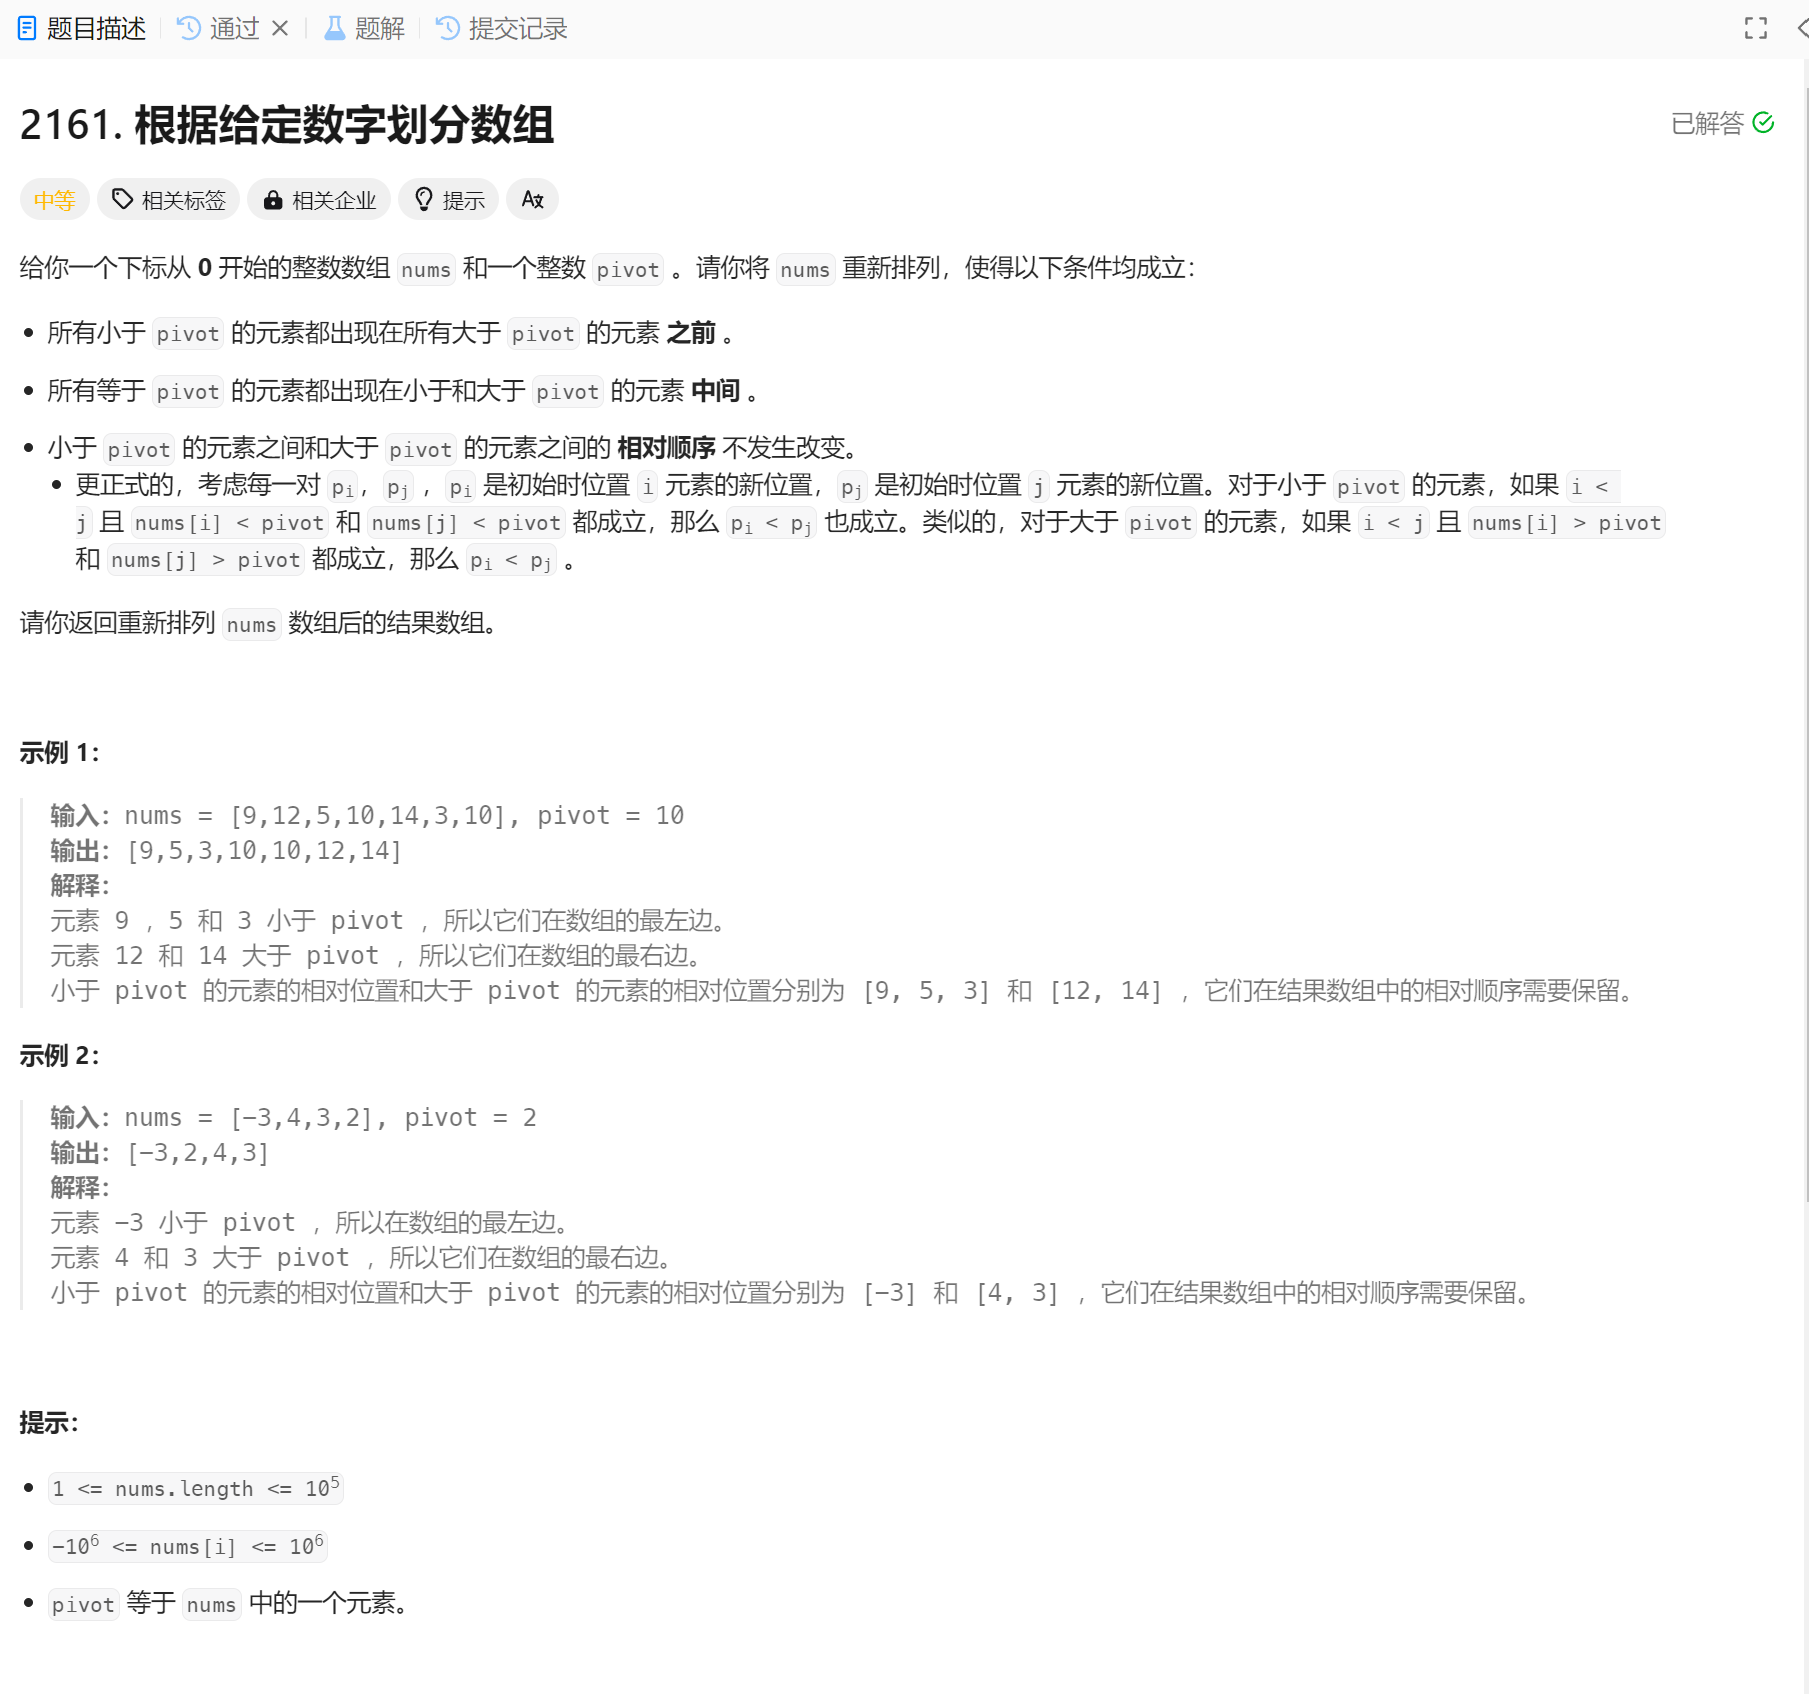 题目描述 通过 题解 提交记录
2161. 根据给定数字划分数组
已解答
中等 相关标签 相关企业 提示
给你一个下标从 0 开始的整数数组 nums 和一个整数 pivot 。请你将 nums 重新排列，使得以下条件均成立：
所有小于 pivot 的元素都出现在所有大于 pivot 的元素 之前 。
所有等于 pivot 的元素都出现在小于和大于 pivot 的元素 中间 。
小于 pivot 的元素之间和大于 pivot 的元素之间的 相对顺序 不发生改变。
更正式的，考虑每一对 pi，pj ，pi 是初始时位置 i 元素的新位置，pj 是初始时位置 j 元素的新位置。对于小于 pivot 的元素，如果 i <
j 且 nums[i] < pivot 和 nums[j] < pivot 都成立，那么 pi < pj 也成立。类似的，对于大于 pivot 的元素，如果 i < j 且 nums[i] > pivot
和 nums[j] > pivot 都成立，那么 pi < pj 。
请你返回重新排列 nums 数组后的结果数组。
示例 1：
输入：nums = [9,12,5,10,14,3,10], pivot = 10
输出：[9,5,3,10,10,12,14]
解释：
元素 9 ，5 和 3 小于 pivot ，所以它们在数组的最左边。
元素 12 和 14 大于 pivot ，所以它们在数组的最右边。
小于 pivot 的元素的相对位置和大于 pivot 的元素的相对位置分别为 [9, 5, 3] 和 [12, 14] ，它们在结果数组中的相对顺序需要保留。
示例 2：
输入：nums = [-3,4,3,2], pivot = 2
输出：[-3,2,4,3]
解释：
元素 -3 小于 pivot ，所以在数组的最左边。
元素 4 和 3 大于 pivot ，所以它们在数组的最右边。
小于 pivot 的元素的相对位置和大于 pivot 的元素的相对位置分别为 [-3] 和 [4, 3] ，它们在结果数组中的相对顺序需要保留。
提示：
1 <= nums.length <= 10^5
-10^6 <= nums[i] <= 10^6
pivot 等于 nums 中的一个元素。